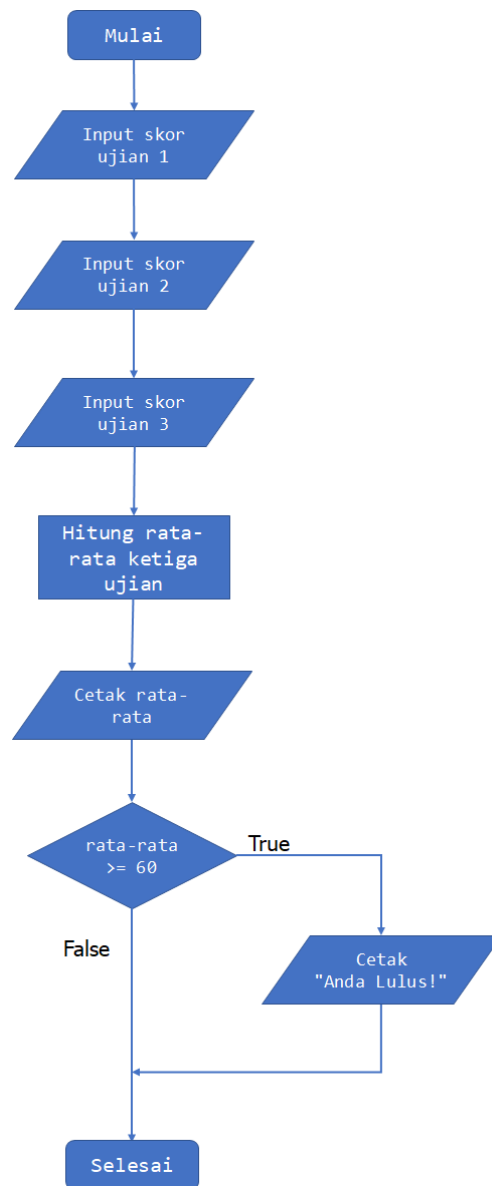 Mulai
Input skor
ujian 1
Input skor
ujian 2
Input skor
ujian 3
Hitung rata-
rata ketiga
ujian
Cetak rata-
rata
rata-rata
>= 60
True
False
Cetak
"Anda Lulus!"
Selesai